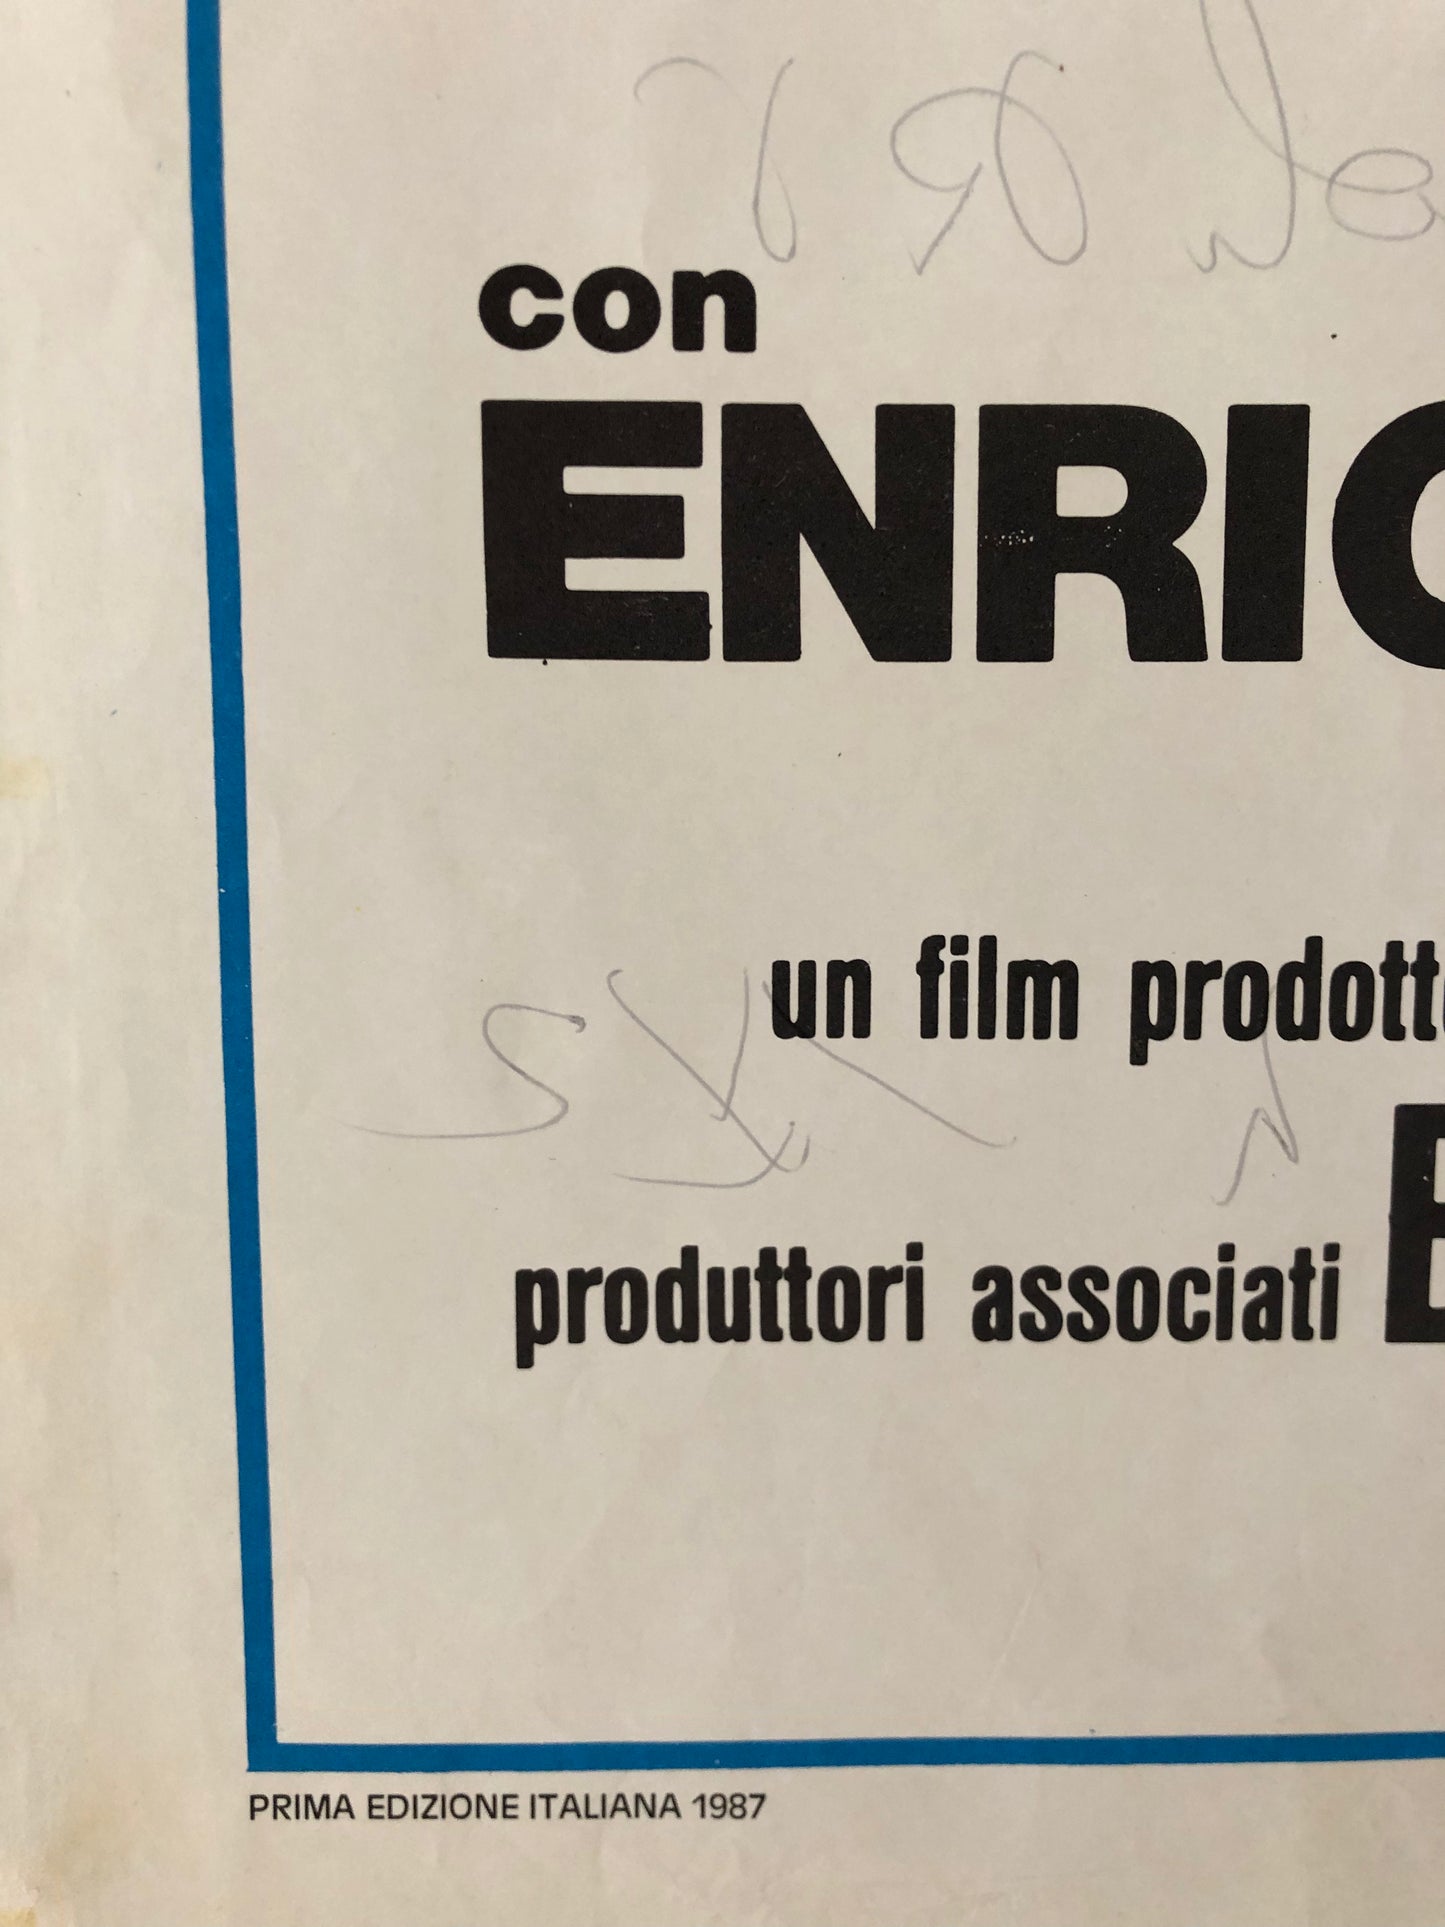 con
ENRIC
un film prodott
produttori associati E
PRIMA EDIZIONE ITALIANA 1987